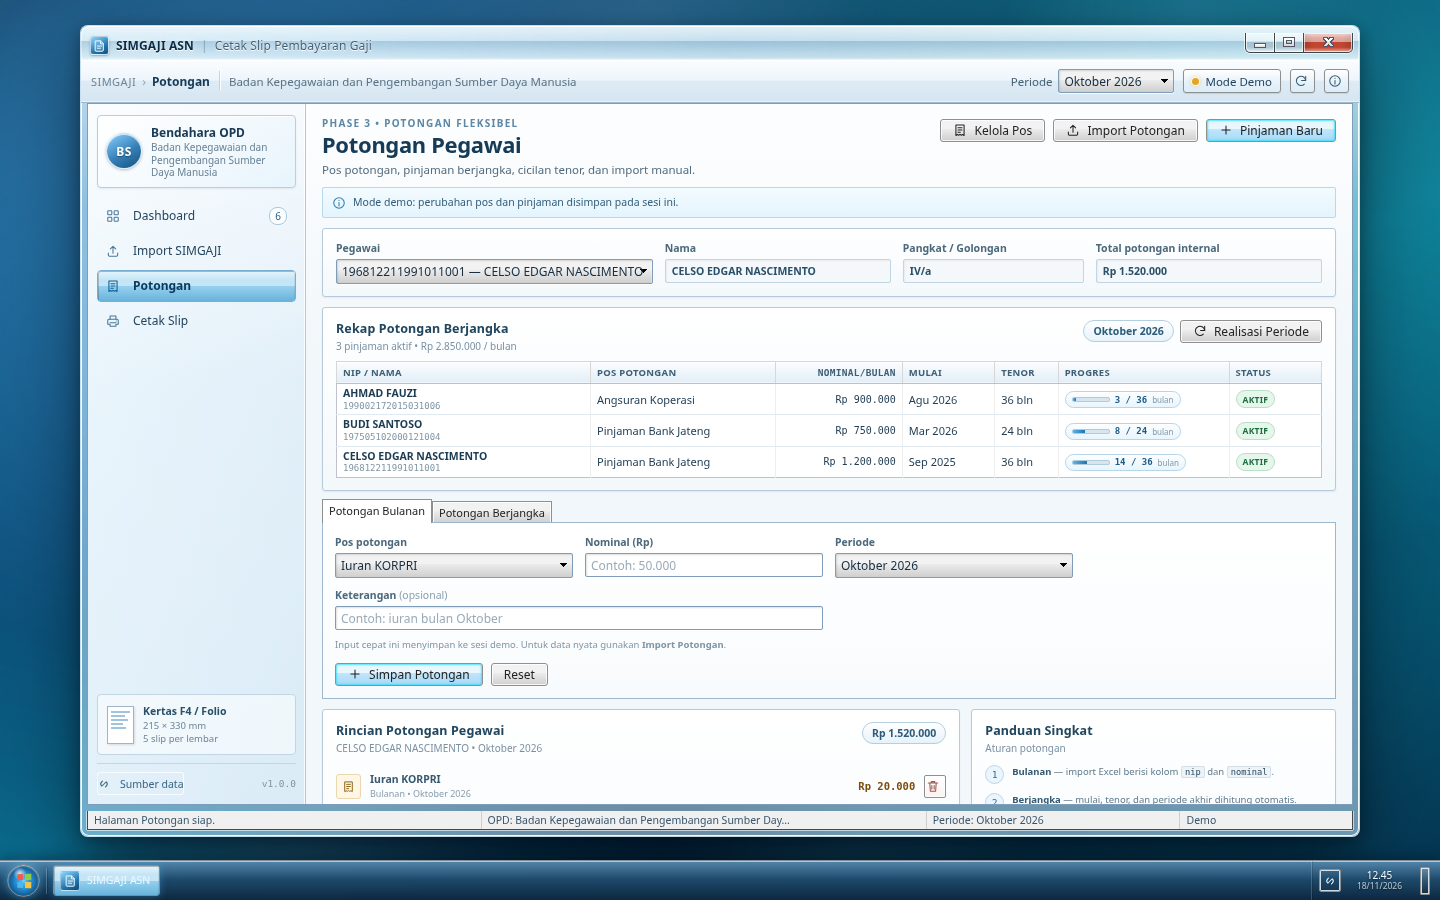 SIMGAJI ASN | Cetak Slip Pembayaran Gaji
SIMGAJI › Potongan | Badan Kepegawaian dan Pengembangan Sumber Daya Manusia
Periode Oktober 2026 Mode Demo
BS
Bendahara OPD
Badan Kepegawaian dan
Pengembangan Sumber
Daya Manusia
Dashboard 6
Import SIMGAJI
Potongan
Cetak Slip
Kertas F4 / Folio
215 × 330 mm
5 slip per lembar
Sumber data v1.0.0
PHASE 3 • POTONGAN FLEKSIBEL
Potongan Pegawai
Pos potongan, pinjaman berjangka, cicilan tenor, dan import manual.
Kelola Pos Import Potongan Pinjaman Baru
Mode demo: perubahan pos dan pinjaman disimpan pada sesi ini.
Pegawai Nama Pangkat / Golongan Total potongan internal
196812211991011001 — CELSO EDGAR NASCIMENTO CELSO EDGAR NASCIMENTO IV/a Rp 1.520.000
Rekap Potongan Berjangka
3 pinjaman aktif • Rp 2.850.000 / bulan
Oktober 2026 Realisasi Periode
NIP / NAMA POS POTONGAN NOMINAL/BULAN MULAI TENOR PROGRES STATUS
AHMAD FAUZI
199002172015031006
Angsuran Koperasi Rp 900.000 Agu 2026 36 bln 3 / 36 bulan AKTIF
BUDI SANTOSO
197505102000121004
Pinjaman Bank Jateng Rp 750.000 Mar 2026 24 bln 8 / 24 bulan AKTIF
CELSO EDGAR NASCIMENTO
196812211991011001
Pinjaman Bank Jateng Rp 1.200.000 Sep 2025 36 bln 14 / 36 bulan AKTIF
Potongan Bulanan Potongan Berjangka
Pos potongan Nominal (Rp) Periode
Iuran KORPRI Contoh: 50.000 Oktober 2026
Keterangan (opsional)
Contoh: iuran bulan Oktober
Input cepat ini menyimpan ke sesi demo. Untuk data nyata gunakan Import Potongan.
Simpan Potongan Reset
Rincian Potongan Pegawai
CELSO EDGAR NASCIMENTO • Oktober 2026
Rp 1.520.000
Iuran KORPRI
Bulanan • Oktober 2026
Rp 20.000
Panduan Singkat
Aturan potongan
1 Bulanan — import Excel berisi kolom nip dan nominal.
2 Berjangka — mulai, tenor, dan periode akhir dihitung otomatis.
Halaman Potongan siap. OPD: Badan Kepegawaian dan Pengembangan Sumber Day... Periode: Oktober 2026 Demo
SIMGAJI ASN
12.45
18/11/2026